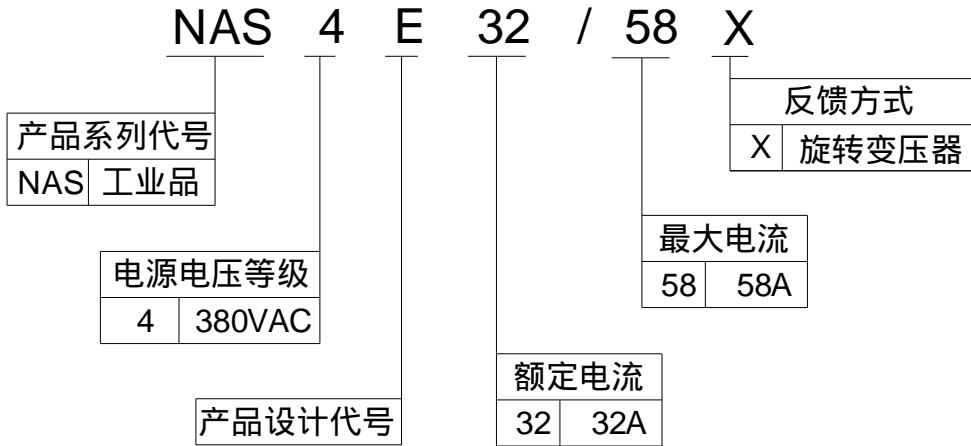 NAS 4 E 32 / 58 X
反馈方式
X 旋转变压器
产品系列代号
NAS 工业品
最大电流
58 58A
电源电压等级
4 380VAC
额定电流
32 32A
产品设计代号